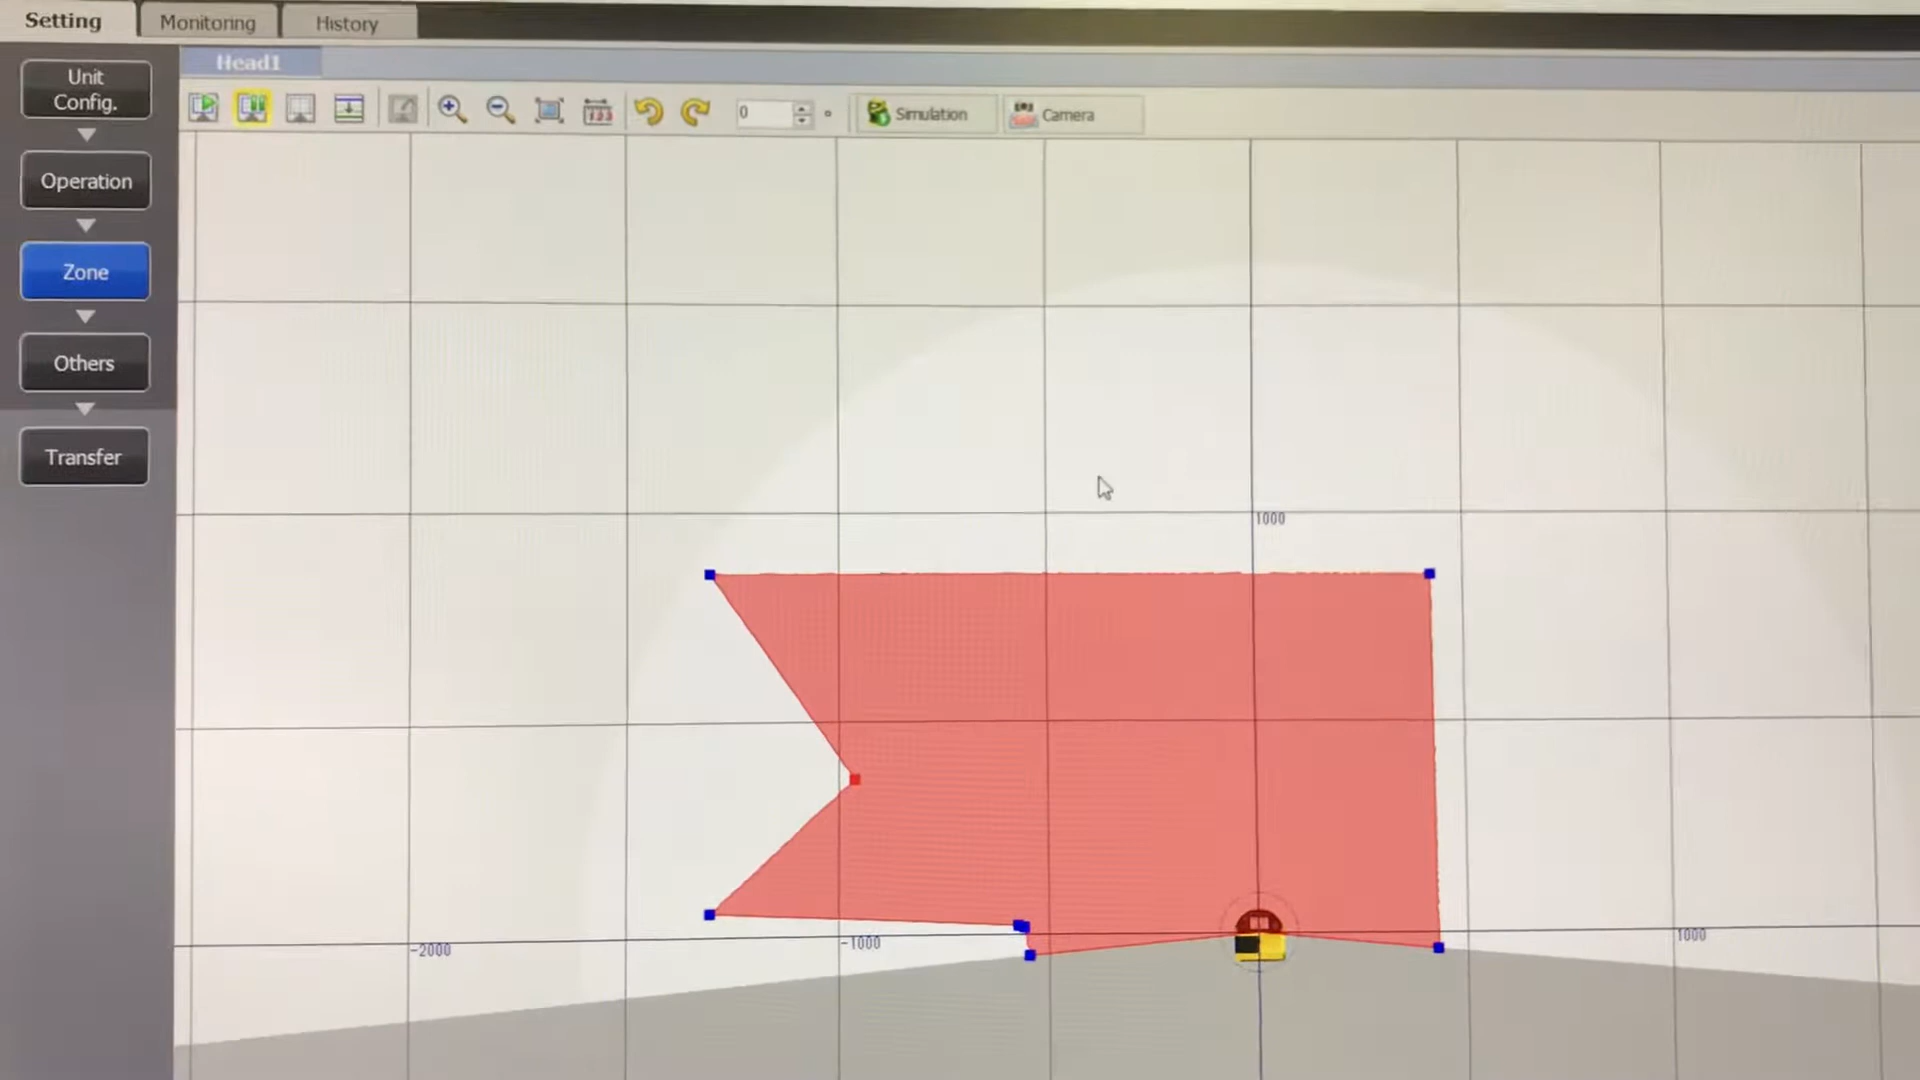 Setting
Monitoring
History
Unit
Config.
Operation
Zone
Others
Transfer
Head1
0
Simulation
Camera
1000
-2000
-1000
1000